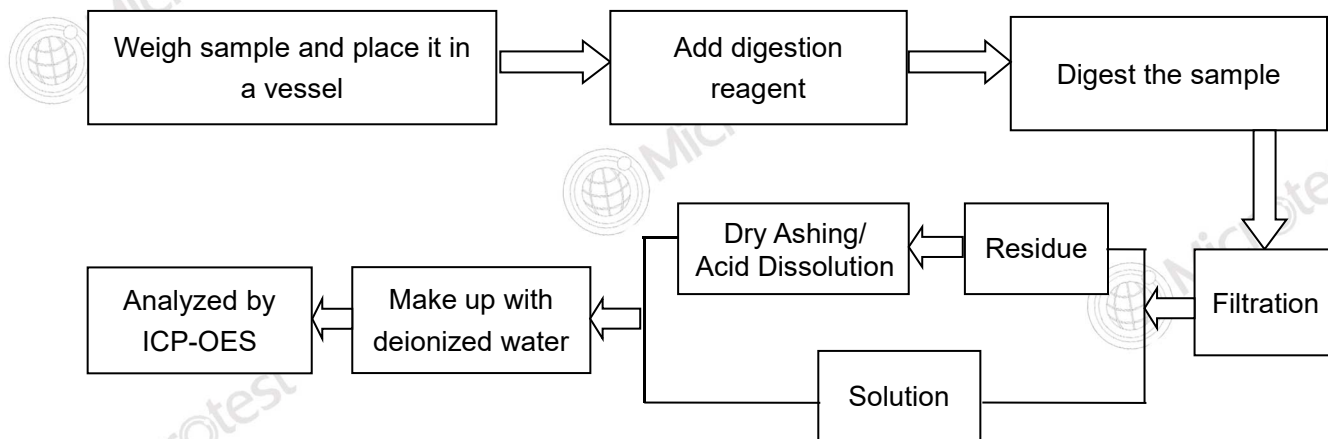 Weigh sample and place it in
a vessel
Add digestion
reagent
Digest the sample
Filtration
Residue
Dry Ashing/
Acid Dissolution
Solution
Make up with
deionized water
Analyzed by
ICP-OES
Microtest